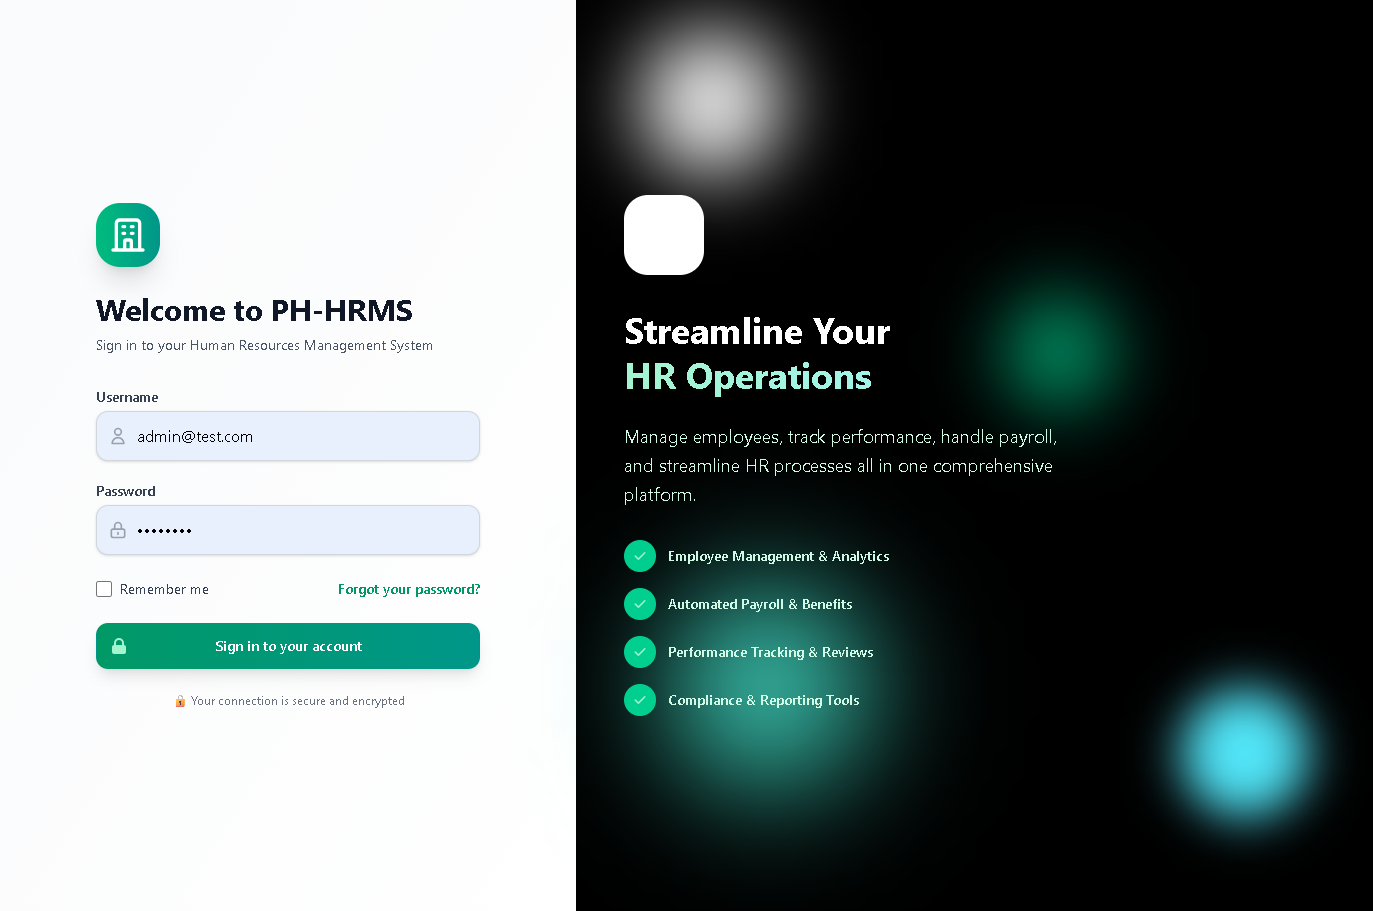 Welcome to PH-HRMS
Sign in to your Human Resources Management System
Username
admin@test.com
Password
••••••••
Remember me
Forgot your password?
Sign in to your account
🔒 Your connection is secure and encrypted
Streamline Your
HR Operations
Manage employees, track performance, handle payroll,
and streamline HR processes all in one comprehensive
platform.
Employee Management & Analytics
Automated Payroll & Benefits
Performance Tracking & Reviews
Compliance & Reporting Tools